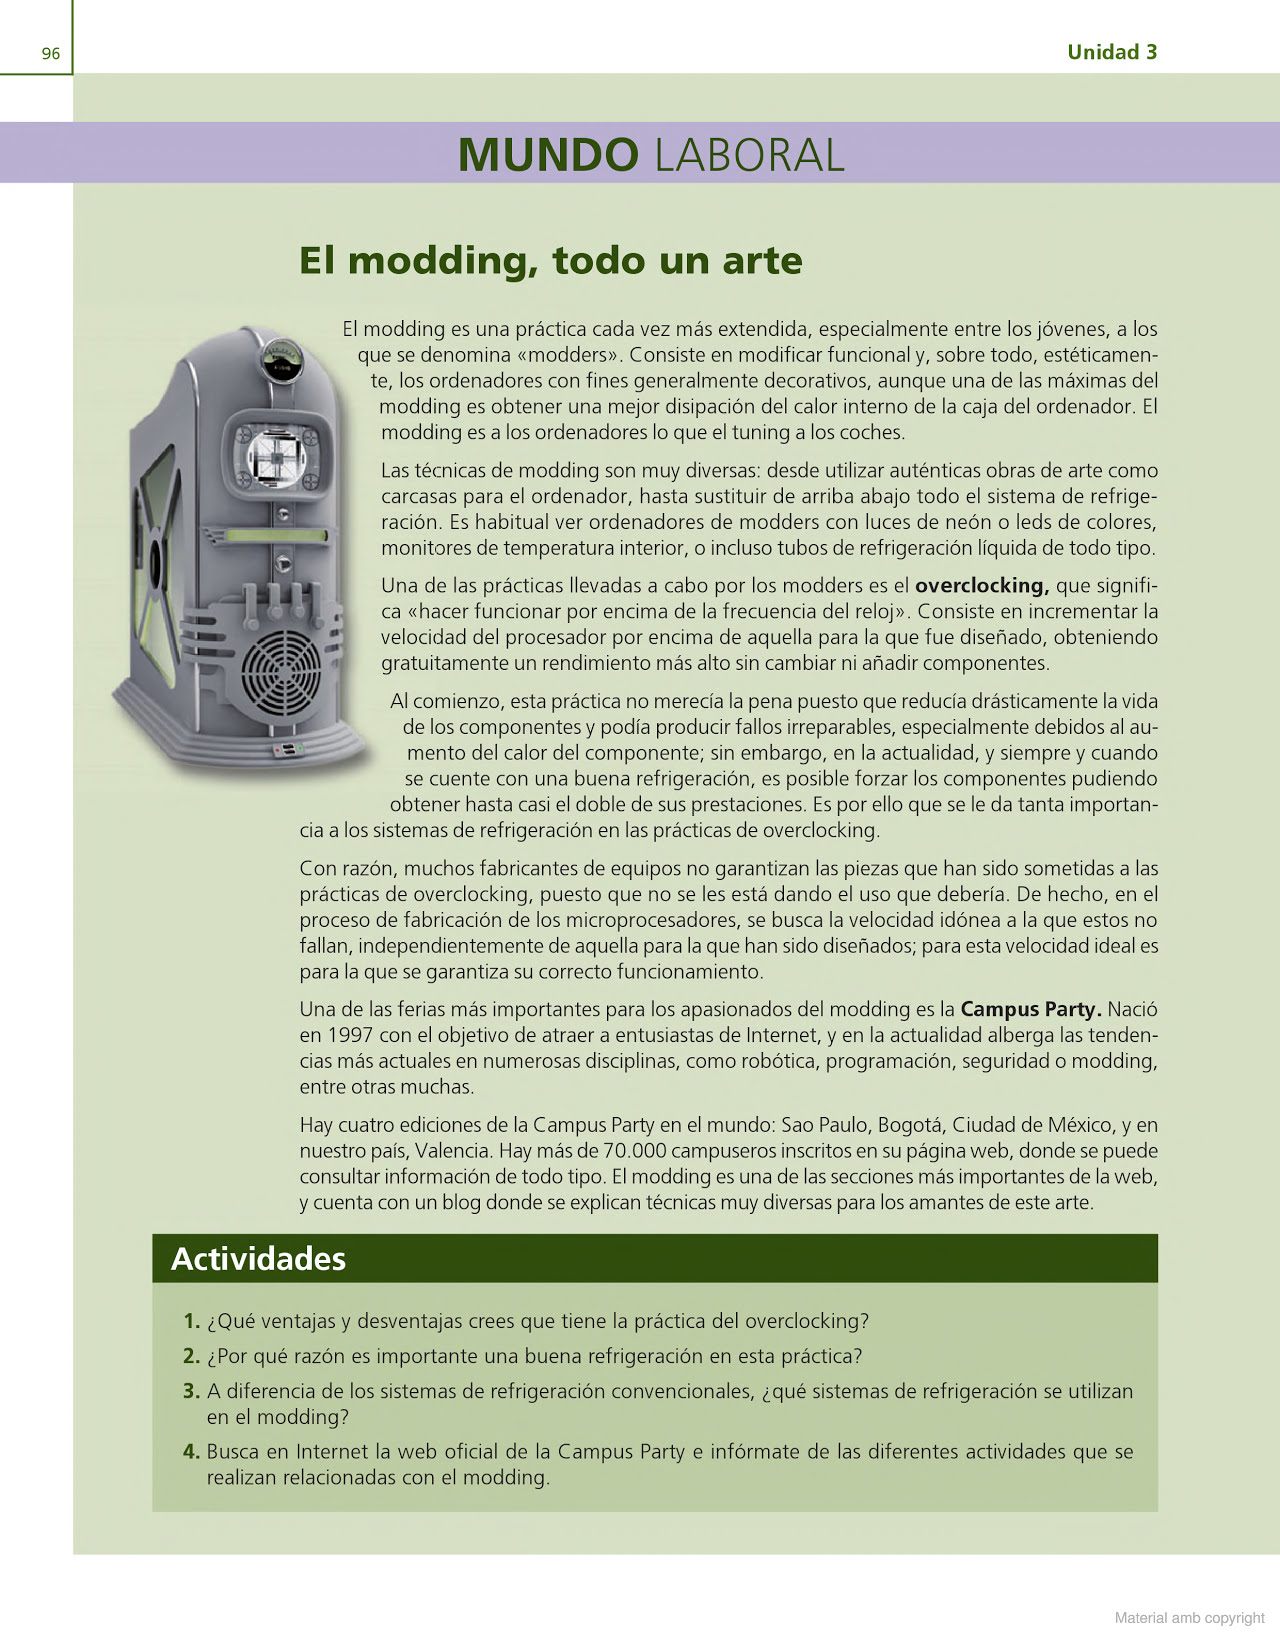 96
Unidad 3
MUNDO LABORAL
El modding, todo un arte
El modding es una práctica cada vez más extendida, especialmente entre los jóvenes, a los
que se denomina «modders». Consiste en modificar funcional y, sobre todo, estéticamen-
te, los ordenadores con fines generalmente decorativos, aunque una de las máximas del
modding es obtener una mejor disipación del calor interno de la caja del ordenador. El
modding es a los ordenadores lo que el tuning a los coches.
Las técnicas de modding son muy diversas: desde utilizar auténticas obras de arte como
carcasas para el ordenador, hasta sustituir de arriba abajo todo el sistema de refrige-
ración. Es habitual ver ordenadores de modders con luces de neón o leds de colores,
monitores de temperatura interior, o incluso tubos de refrigeración líquida de todo tipo.
Una de las prácticas llevadas a cabo por los modders es el overclocking, que signifi-
ca «hacer funcionar por encima de la frecuencia del reloj». Consiste en incrementar la
velocidad del procesador por encima de aquella para la que fue diseñado, obteniendo
gratuitamente un rendimiento más alto sin cambiar ni añadir componentes.
Al comienzo, esta práctica no merecía la pena puesto que reducía drásticamente la vida
de los componentes y podía producir fallos irreparables, especialmente debidos al au-
mento del calor del componente; sin embargo, en la actualidad, y siempre y cuando
se cuente con una buena refrigeración, es posible forzar los componentes pudiendo
obtener hasta casi el doble de sus prestaciones. Es por ello que se le da tanta importan-
cia a los sistemas de refrigeración en las prácticas de overclocking.
Con razón, muchos fabricantes de equipos no garantizan las piezas que han sido sometidas a las
prácticas de overclocking, puesto que no se les está dando el uso que debería. De hecho, en el
proceso de fabricación de los microprocesadores, se busca la velocidad idónea a la que estos no
fallan, independientemente de aquella para la que han sido diseñados; para esta velocidad ideal es
para la que se garantiza su correcto funcionamiento.
Una de las ferias más importantes para los apasionados del modding es la Campus Party. Nació
en 1997 con el objetivo de atraer a entusiastas de Internet, y en la actualidad alberga las tenden-
cias más actuales en numerosas disciplinas, como robótica, programación, seguridad o modding,
entre otras muchas.
Hay cuatro ediciones de la Campus Party en el mundo: Sao Paulo, Bogotá, Ciudad de México, y en
nuestro país, Valencia. Hay más de 70.000 campuseros inscritos en su página web, donde se puede
consultar información de todo tipo. El modding es una de las secciones más importantes de la web,
y cuenta con un blog donde se explican técnicas muy diversas para los amantes de este arte.
Actividades
1. ¿Qué ventajas y desventajas crees que tiene la práctica del overclocking?
2. ¿Por qué razón es importante una buena refrigeración en esta práctica?
3. A diferencia de los sistemas de refrigeración convencionales, ¿qué sistemas de refrigeración se utilizan
en el modding?
4. Busca en Internet la web oficial de la Campus Party e infórmate de las diferentes actividades que se
realizan relacionadas con el modding.
Material amb copyright